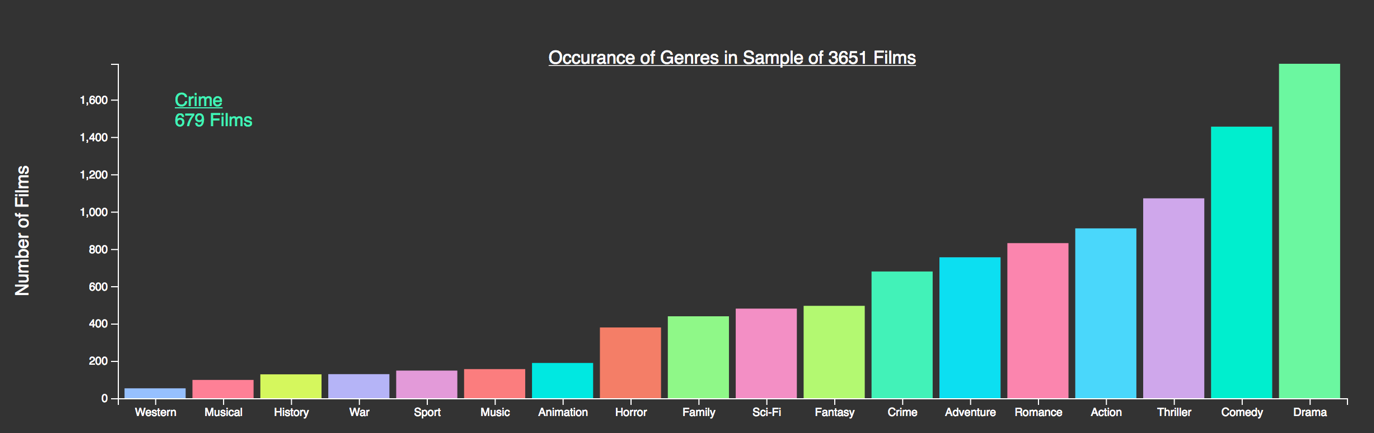 Occurance of Genres in Sample of 3651 Films
Crime
679 Films
Number of Films
1,600
1,400
1,200
1,000
800
600
400
200
0
Western Musical History War Sport Music Animation Horror Family Sci-Fi Fantasy Crime Adventure Romance Action Thriller Comedy Drama